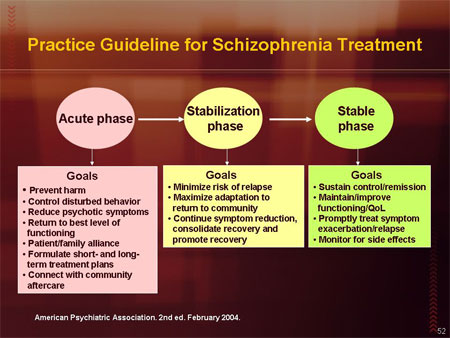 Practice Guideline for Schizophrenia Treatment
Acute phase
Stabilization
phase
Stable
phase
Goals
• Prevent harm
• Control disturbed behavior
• Reduce psychotic symptoms
• Return to best level of
functioning
• Patient/family alliance
• Formulate short- and long-
term treatment plans
• Connect with community
aftercare
Goals
• Minimize risk of relapse
• Maximize adaptation to
return to community
• Continue symptom reduction,
consolidate recovery and
promote recovery
Goals
• Sustain control/remission
• Maintain/improve
functioning/QoL
• Promptly treat symptom
exacerbation/relapse
• Monitor for side effects
American Psychiatric Association. 2nd ed. February 2004.
52